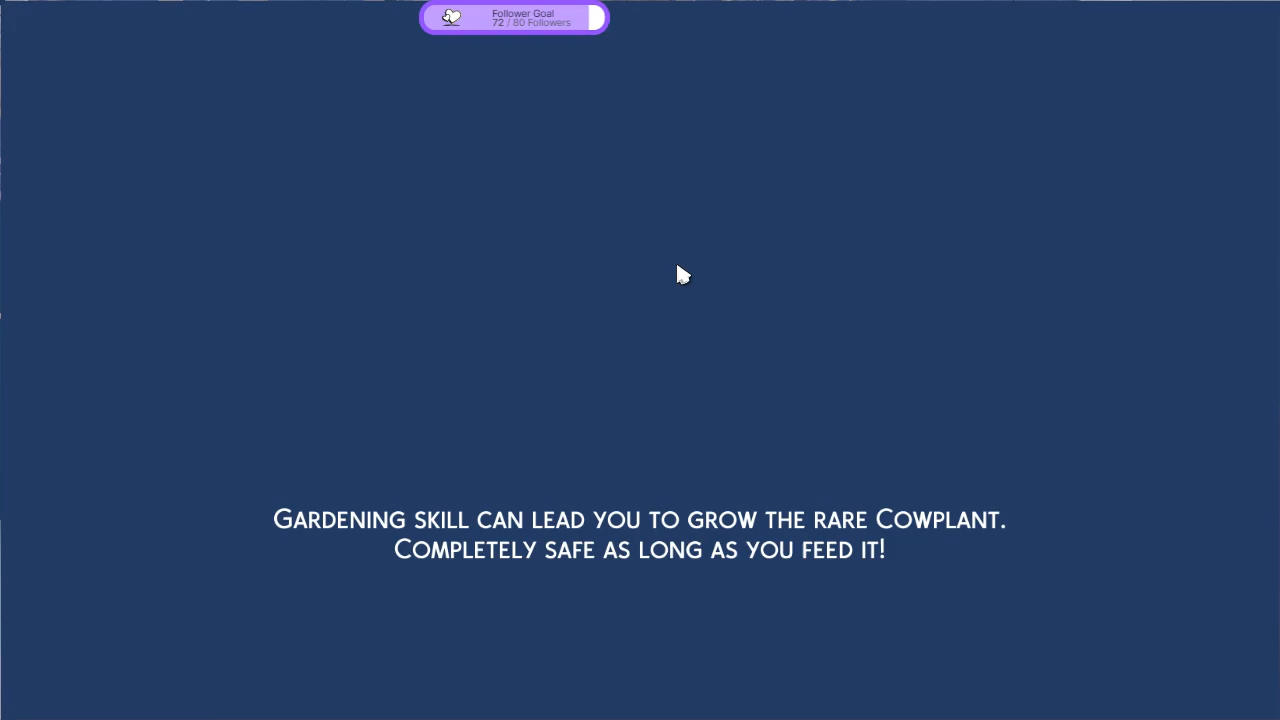 Follower Goal
72 / 80 Followers
Gardening skill can lead you to grow the rare Cowplant.
Completely safe as long as you feed it!